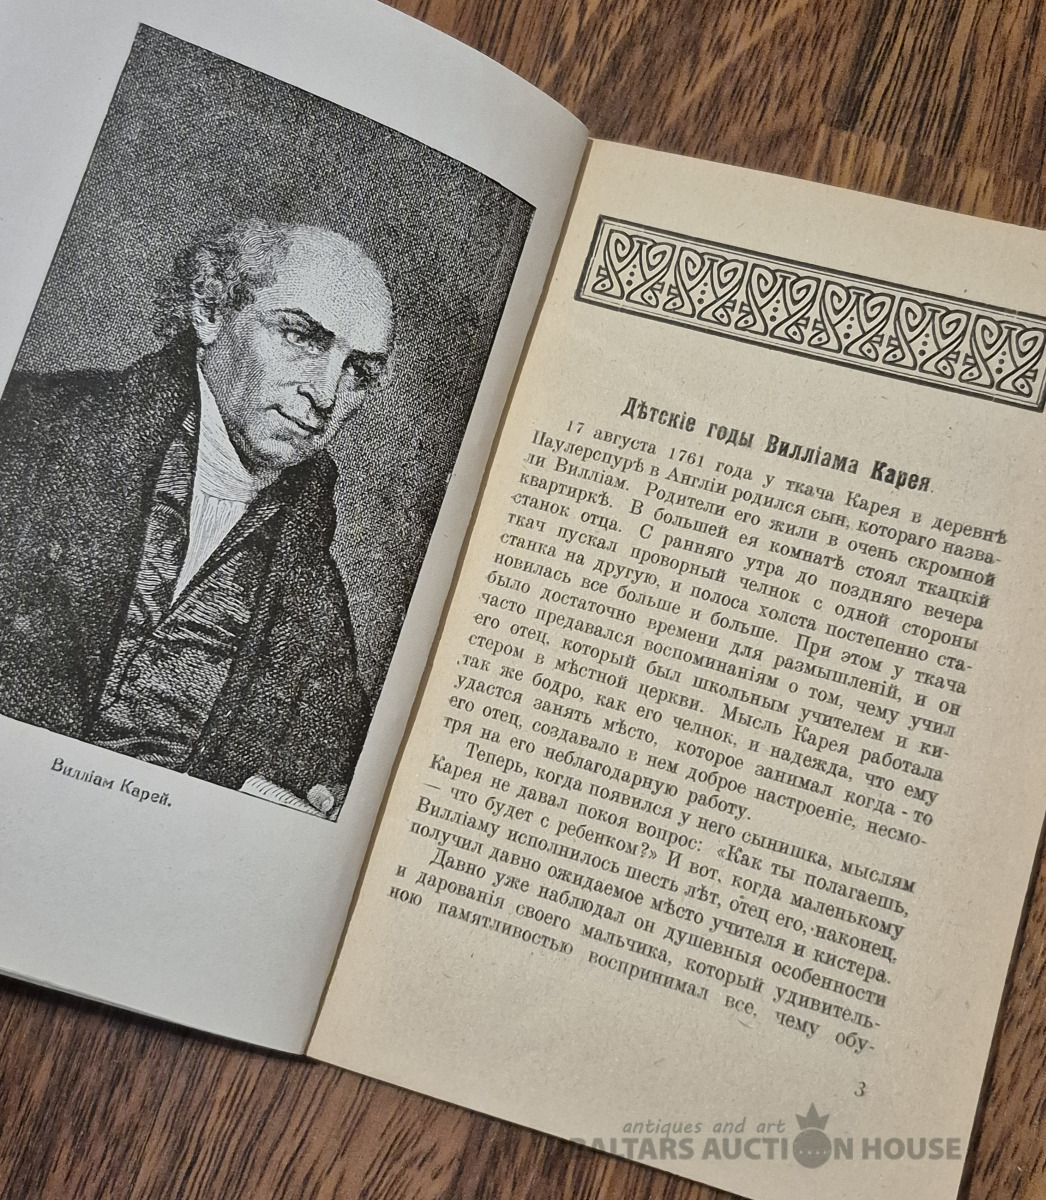 Вилліам Карей.
Дѣтскіе годы Вилліама Карея.
17 августа 1761 года у ткача Карея в деревнѣ
Паулерспурѣ в Англіи родился сын, котораго назва-
ли Вилліам. Родители его жили в очень скромной
квартиркѣ. В большей ея комнатѣ стоял ткацкій
станок отца. С ранняго утра до поздняго вечера
ткач пускал проворный челнок с одной стороны
станка на другую, и полоса холста постепенно ста-
новилась все больше и больше. При этом у ткача
было достаточно времени для размышленій, и он
часто предавался воспоминаніям о том, чему учил
его отец, который был школьным учителем и ки-
стером в мѣстной церкви. Мысль Карея работала
так же бодро, как его челнок, и надежда, что ему
удастся занять мѣсто, которое занимал когда-то
его отец, создавало в нем доброе настроеніе, несмо-
тря на его неблагодарную работу.
Теперь, когда появился у него сынишка, мыслям
Карея не давал покоя вопрос: «Как ты полагаешь,
— что будет с ребенком?» И вот, когда маленькому
Вилліаму исполнилось шесть лѣт, отец его, наконец,
получил давно ожидаемое мѣсто учителя и кистера.
Давно уже наблюдал он душевныя особенности
и дарованія своего мальчика, который удивитель-
ною памятливостью воспринимал все, чему обу-
3
antiques and art
BALTARS AUCTION HOUSE